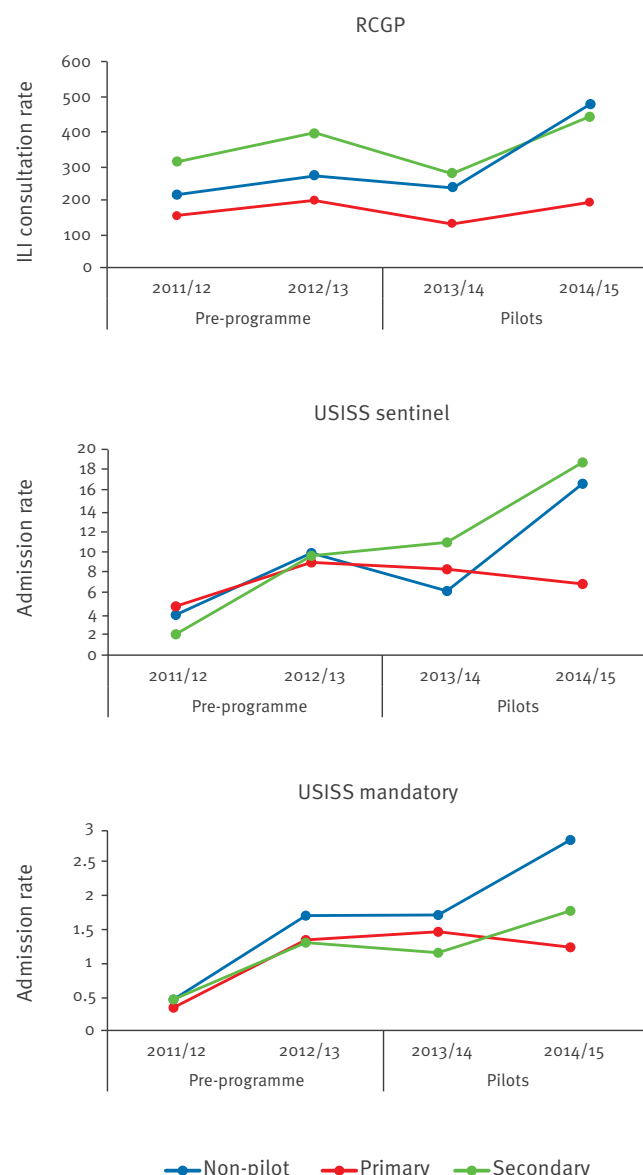 RCGP
ILI consultation rate
600
500
400
300
200
100
0
2011/12 2012/13 2013/14 2014/15
Pre-programme Pilots
USISS sentinel
Admission rate
20
18
16
14
12
10
8
6
4
2
0
2011/12 2012/13 2013/14 2014/15
Pre-programme Pilots
USISS mandatory
Admission rate
3
2.5
2
1.5
1
0.5
0
2011/12 2012/13 2013/14 2014/15
Pre-programme Pilots
Non-pilot Primary Secondary